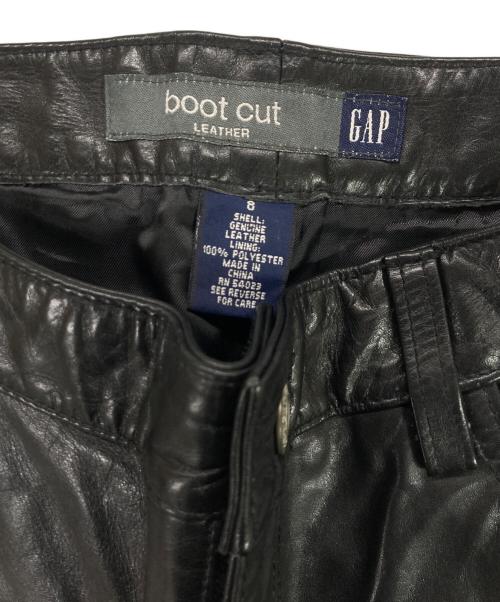 boot cut
LEATHER
GAP
8
SHELL:
GENUINE
LEATHER
LINING:
100% POLYESTER
MADE IN
CHINA
RN 54023
SEE REVERSE
FOR CARE